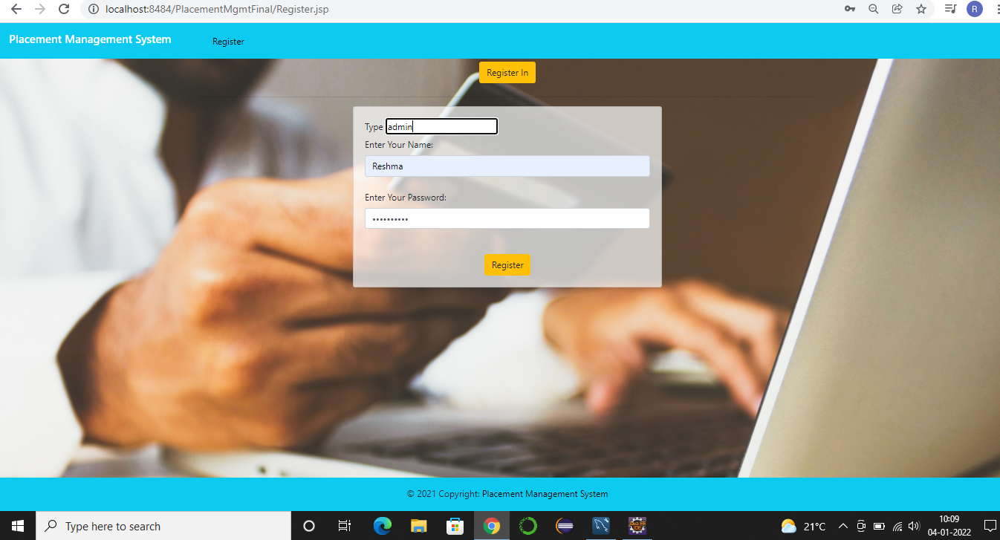 localhost:8484/PlacementMgmtFinal/Register.jsp
R
Placement Management System
Register
Register In
Type admin
Enter Your Name:
Reshma
Enter Your Password:
••••••••••
Register
© 2021 Copyright: Placement Management System
Type here to search
21°C
10:09
04-01-2022